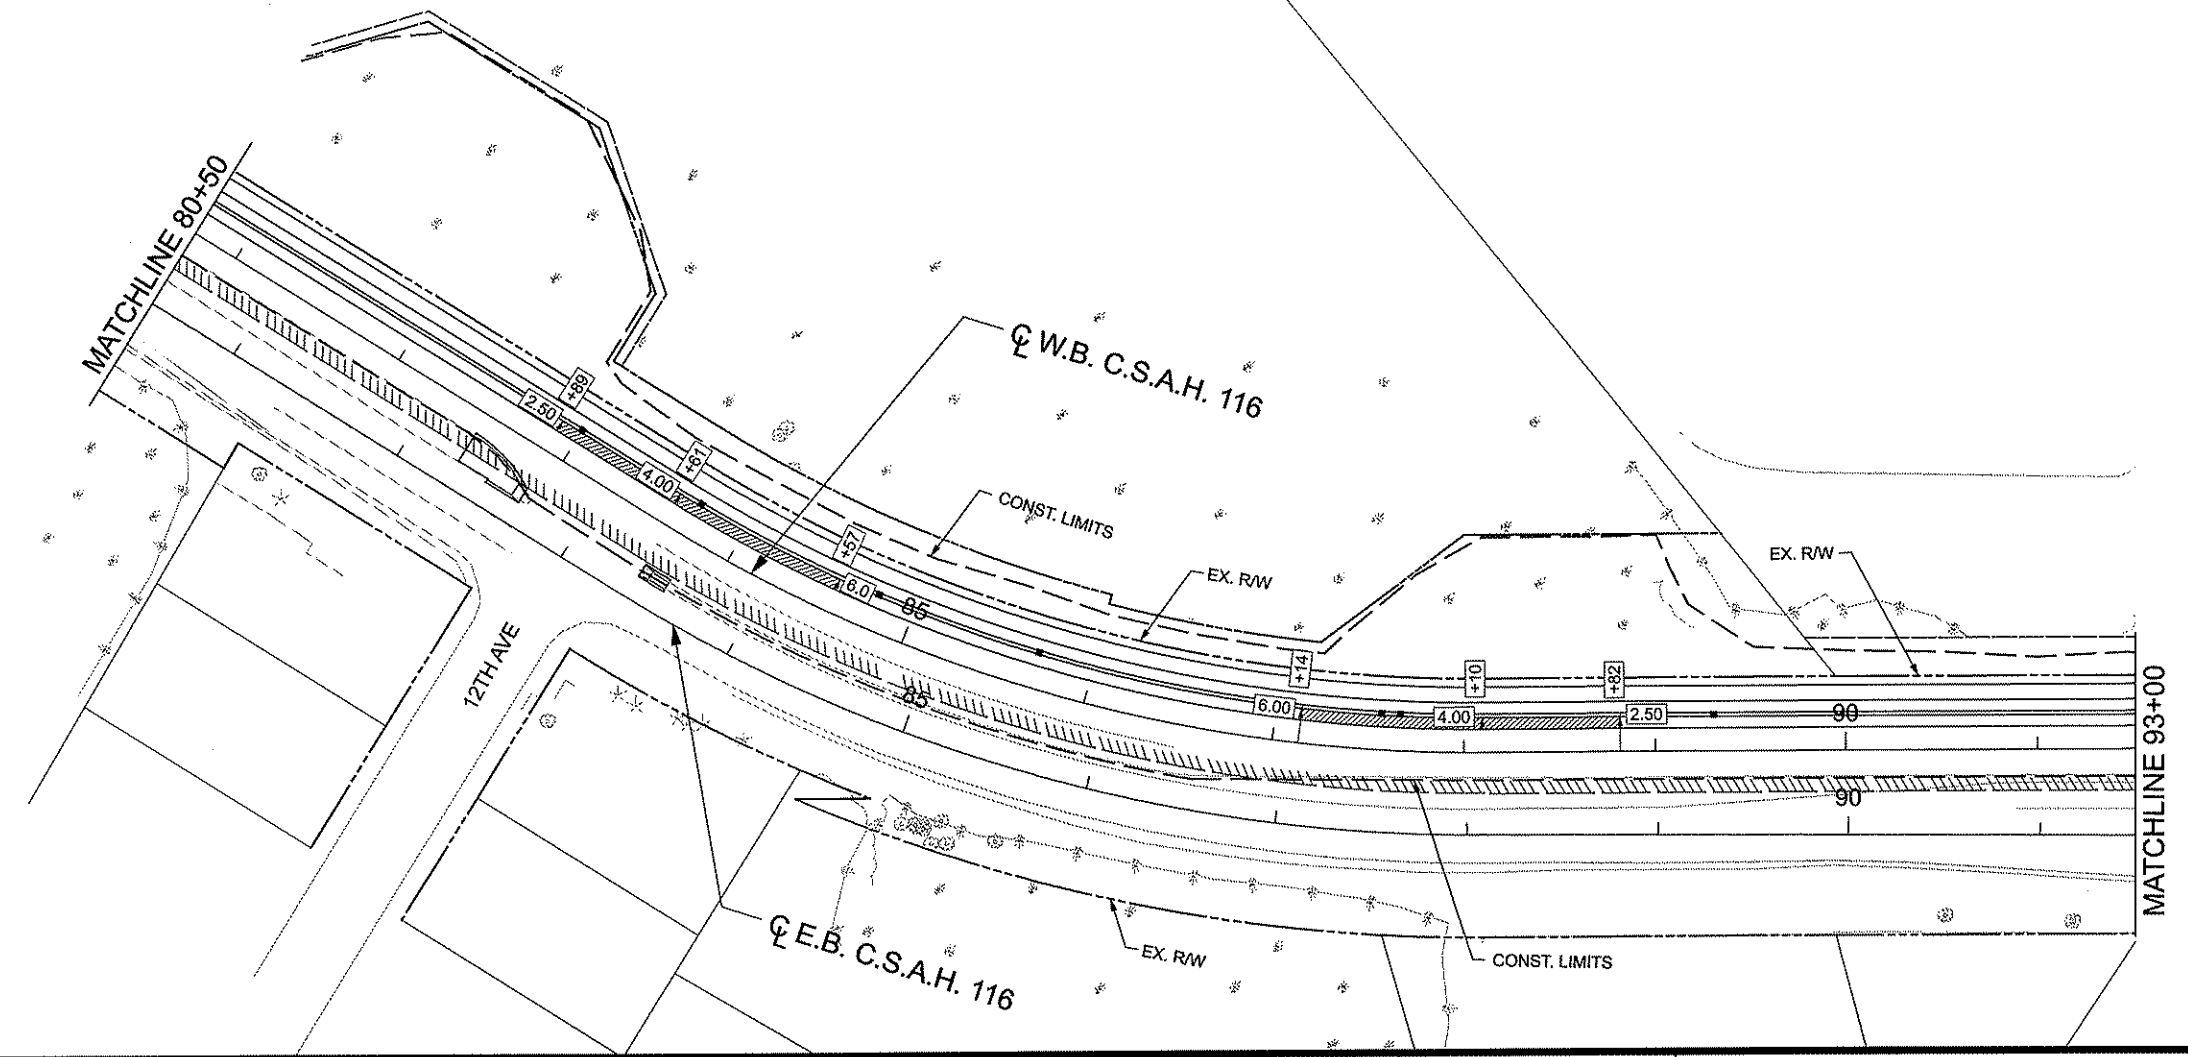 MATCHLINE 80+50
+89
2.50
℄ W.B. C.S.A.H. 116
+61
4.00
CONST. LIMITS
+57
6.0
85
EX. R/W
EX. R/W
12TH AVE
85
+14
+10
+82
6.00
4.00
2.50
90
90
MATCHLINE 93+00
℄ E.B. C.S.A.H. 116
EX. R/W
CONST. LIMITS